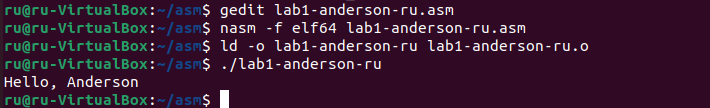 ru@ru-VirtualBox:~/asm$ gedit lab1-anderson-ru.asm
ru@ru-VirtualBox:~/asm$ nasm -f elf64 lab1-anderson-ru.asm
ru@ru-VirtualBox:~/asm$ ld -o lab1-anderson-ru lab1-anderson-ru.o
ru@ru-VirtualBox:~/asm$ ./lab1-anderson-ru
Hello, Anderson
ru@ru-VirtualBox:~/asm$